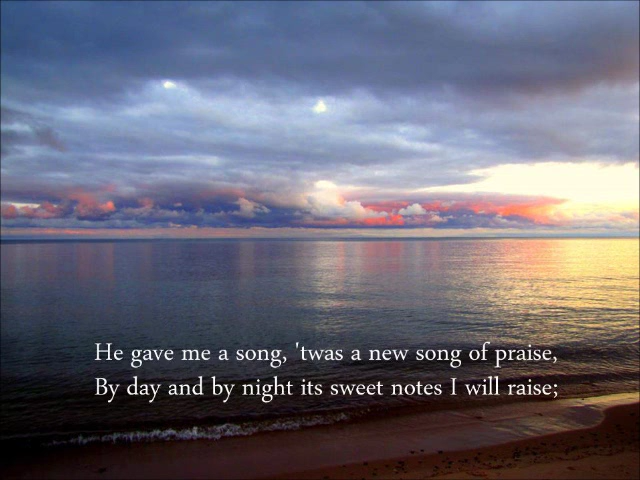 He gave me a song, 'twas a new song of praise,
By day and by night its sweet notes I will raise;